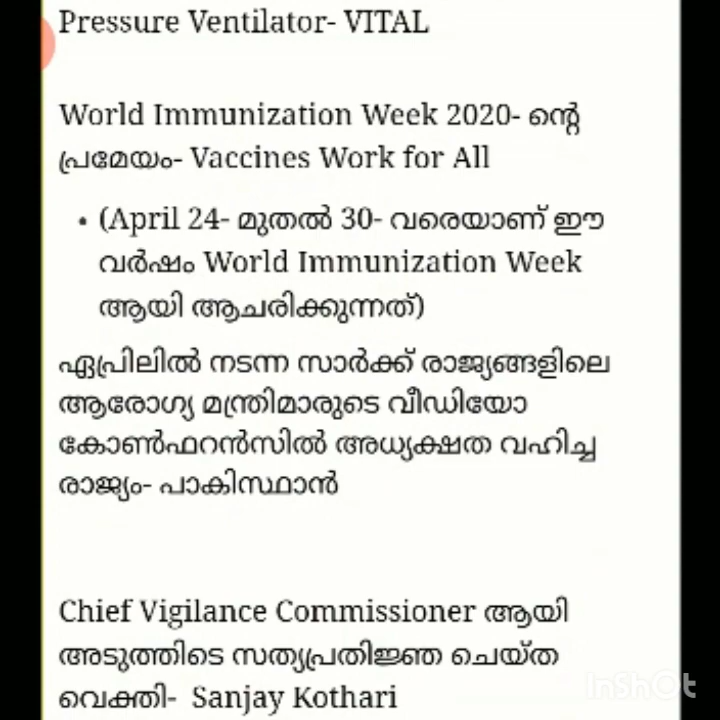 Pressure Ventilator- VITAL
World Immunization Week 2020- ന്റെ
പ്രമേയം- Vaccines Work for All
• (April 24- മുതൽ 30- വരെയാണ് ഈ
വർഷം World Immunization Week
ആയി ആചരിക്കുന്നത്)
ഏപ്രിലിൽ നടന്ന സാർക്ക് രാജ്യങ്ങളിലെ
ആരോഗ്യ മന്ത്രിമാരുടെ വീഡിയോ
കോൺഫറൻസിൽ അധ്യക്ഷത വഹിച്ച
രാജ്യം- പാകിസ്ഥാൻ
Chief Vigilance Commissioner ആയി
അടുത്തിടെ സത്യപ്രതിജ്ഞ ചെയ്ത
വെക്തി- Sanjay Kothari
InShOt